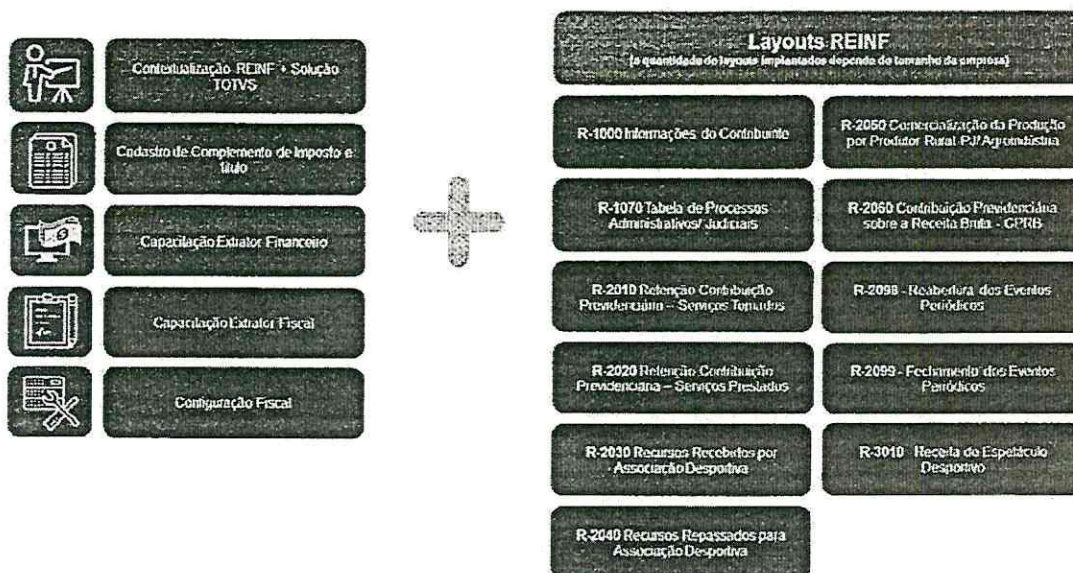 Contextualização REINF + Solução
TOTVS
Cadastro de Complemento de Imposto e
título
Capacitação Extrator Financeiro
Capacitação Extrator Fiscal
Configuração Fiscal
Layouts REINF
(a quantidade de layouts implantados depende do tamanho da empresa)
R-1000 Informações do Contribuinte
R-1070 Tabela de Processos
Administrativos/ Judiciais
R-2010 Retenção Contribuição
Previdenciária – Serviços Tomados
R-2020 Retenção Contribuição
Previdenciária – Serviços Prestados
R-2030 Recursos Recebidos por
Associação Desportiva
R-2040 Recursos Repassados para
Associação Desportiva
R-2050 Comercialização da Produção
por Produtor Rural PJ/ Agroindústria
R-2060 Contribuição Previdenciária
sobre a Receita Bruta - CPRB
R-2098 - Reabertura dos Eventos
Periódicos
R-2099 - Fechamento dos Eventos
Periódicos
R-3010 - Receita do Espetáculo
Desportivo